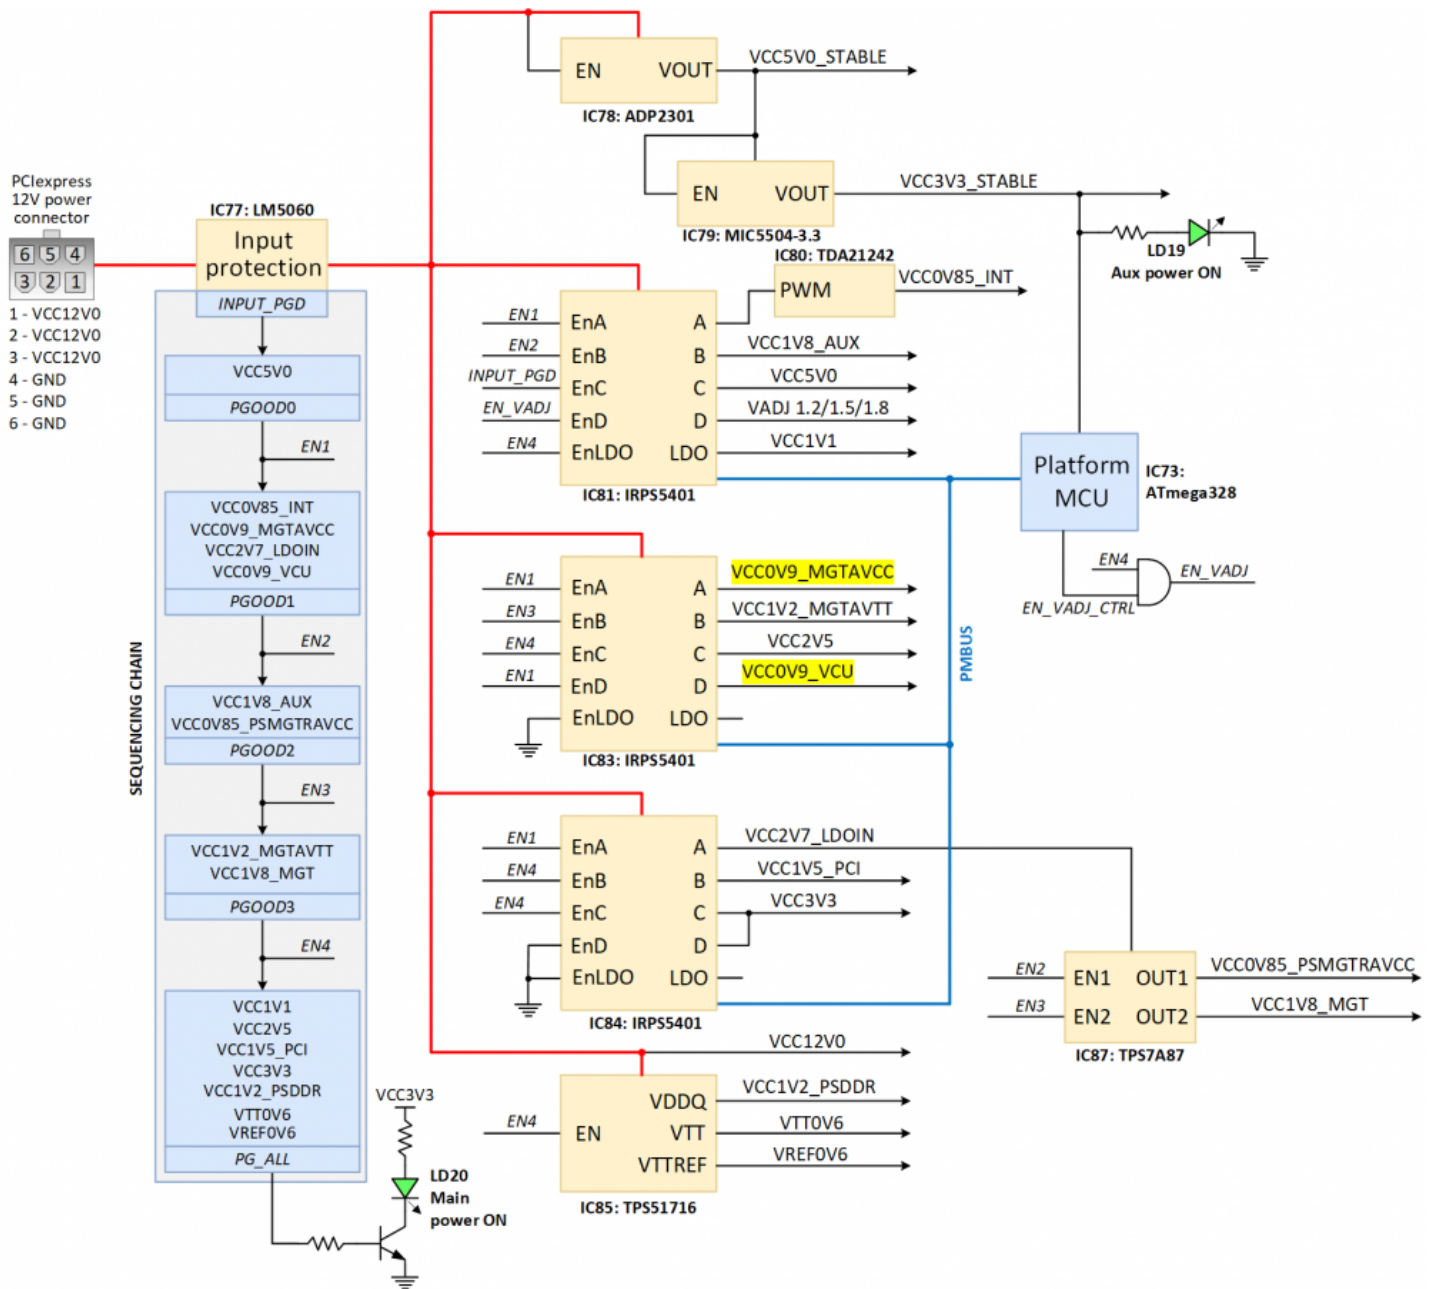 PCIexpress
12V power
connector
6 5 4
3 2 1
1 - VCC12V0
2 - VCC12V0
3 - VCC12V0
4 - GND
5 - GND
6 - GND
IC77: LM5060
Input
protection
INPUT_PGD
VCC5V0
PGOOD0
EN1
VCC0V85_INT
VCC0V9_MGTAVCC
VCC2V7_LDOIN
VCC0V9_VCU
PGOOD1
EN2
VCC1V8_AUX
VCC0V85_PSMGTRAVCC
PGOOD2
EN3
VCC1V2_MGTAVTT
VCC1V8_MGT
PGOOD3
EN4
VCC1V1
VCC2V5
VCC1V5_PCI
VCC3V3
VCC1V2_PSDDR
VTT0V6
VREF0V6
PG_ALL
SEQUENCING CHAIN
VCC3V3
LD20
Main
power ON
EN VOUT
VCC5V0_STABLE
IC78: ADP2301
EN VOUT
VCC3V3_STABLE
IC79: MIC5504-3.3
LD19
Aux power ON
IC80: TDA21242
PWM
VCC0V85_INT
EN1 EnA A
EN2 EnB B VCC1V8_AUX
INPUT_PGD EnC C VCC5V0
EN_VADJ EnD D VADJ 1.2/1.5/1.8
EN4 EnLDO LDO VCC1V1
IC81: IRPS5401
Platform
MCU
IC73:
ATmega328
EN4
EN_VADJ_CTRL
EN_VADJ
PMBUS
EN1 EnA A VCC0V9_MGTAVCC
EN3 EnB B VCC1V2_MGTAVTT
EN4 EnC C VCC2V5
EN1 EnD D VCC0V9_VCU
EnLDO LDO
IC83: IRPS5401
EN1 EnA A VCC2V7_LDOIN
EN4 EnB B VCC1V5_PCI
EN4 EnC C VCC3V3
EnD D
EnLDO LDO
IC84: IRPS5401
EN2 EN1 OUT1 VCC0V85_PSMGTRAVCC
EN3 EN2 OUT2 VCC1V8_MGT
IC87: TPS7A87
VCC12V0
VDDQ VCC1V2_PSDDR
EN4 EN VTT VTT0V6
VTTREF VREF0V6
IC85: TPS51716